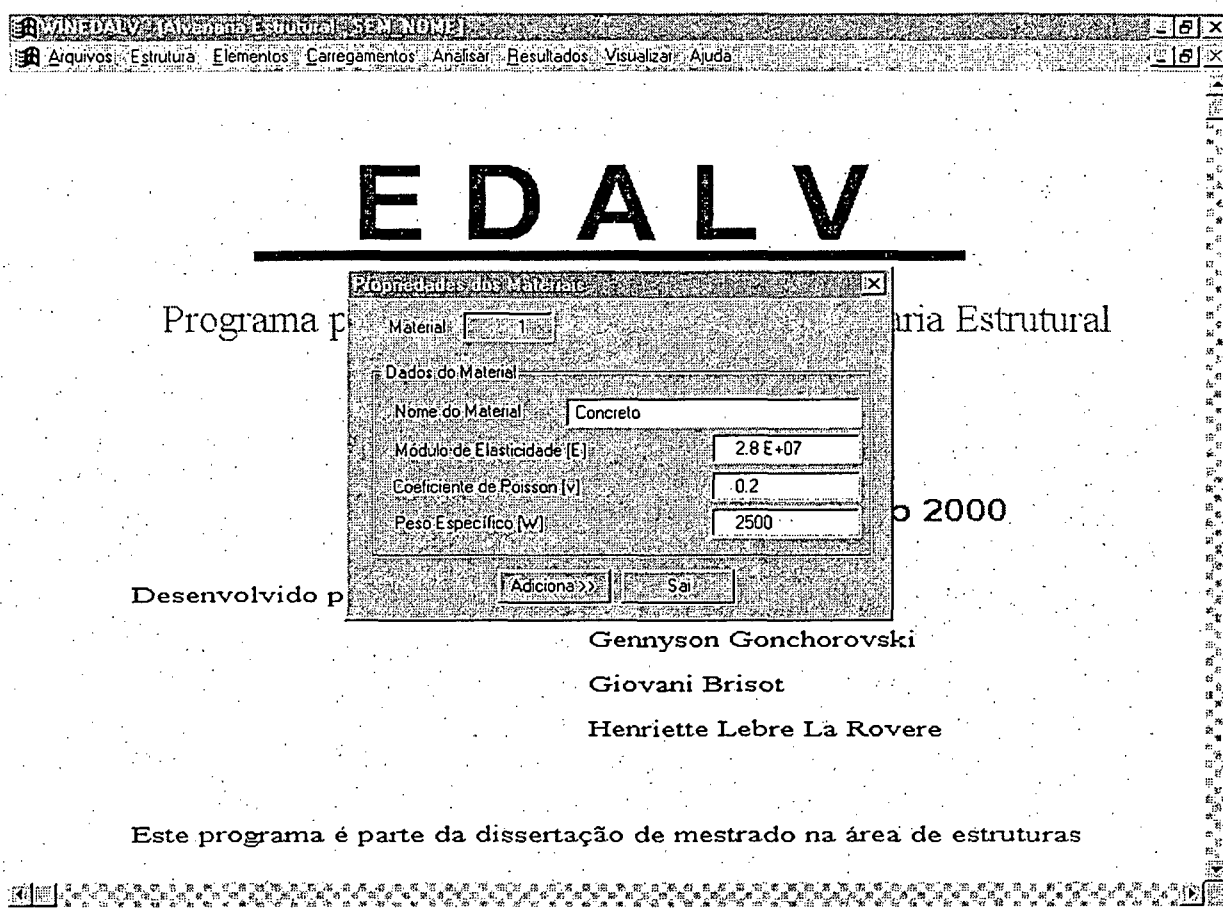 WINEDALV - [Alvenaria Estrutural - SEM_NOME]
Arquivos Estrutura Elementos Carregamentos Analisar Resultados Visualizar Ajuda
EDALV
Propriedades dos Materiais
Programa p aria Estrutural
Material: 1
Dados do Material
Nome do Material Concreto
Módulo de Elasticidade [E] 2.8 E+07
Coeficiente de Poisson [v] 0.2
Peso Específico [W] 2500
o 2000
Adiciona >> Sai
Desenvolvido p
Gennyson Gonchorovski
Giovani Brisot
Henriette Lebre La Rovere
Este programa é parte da dissertação de mestrado na área de estruturas